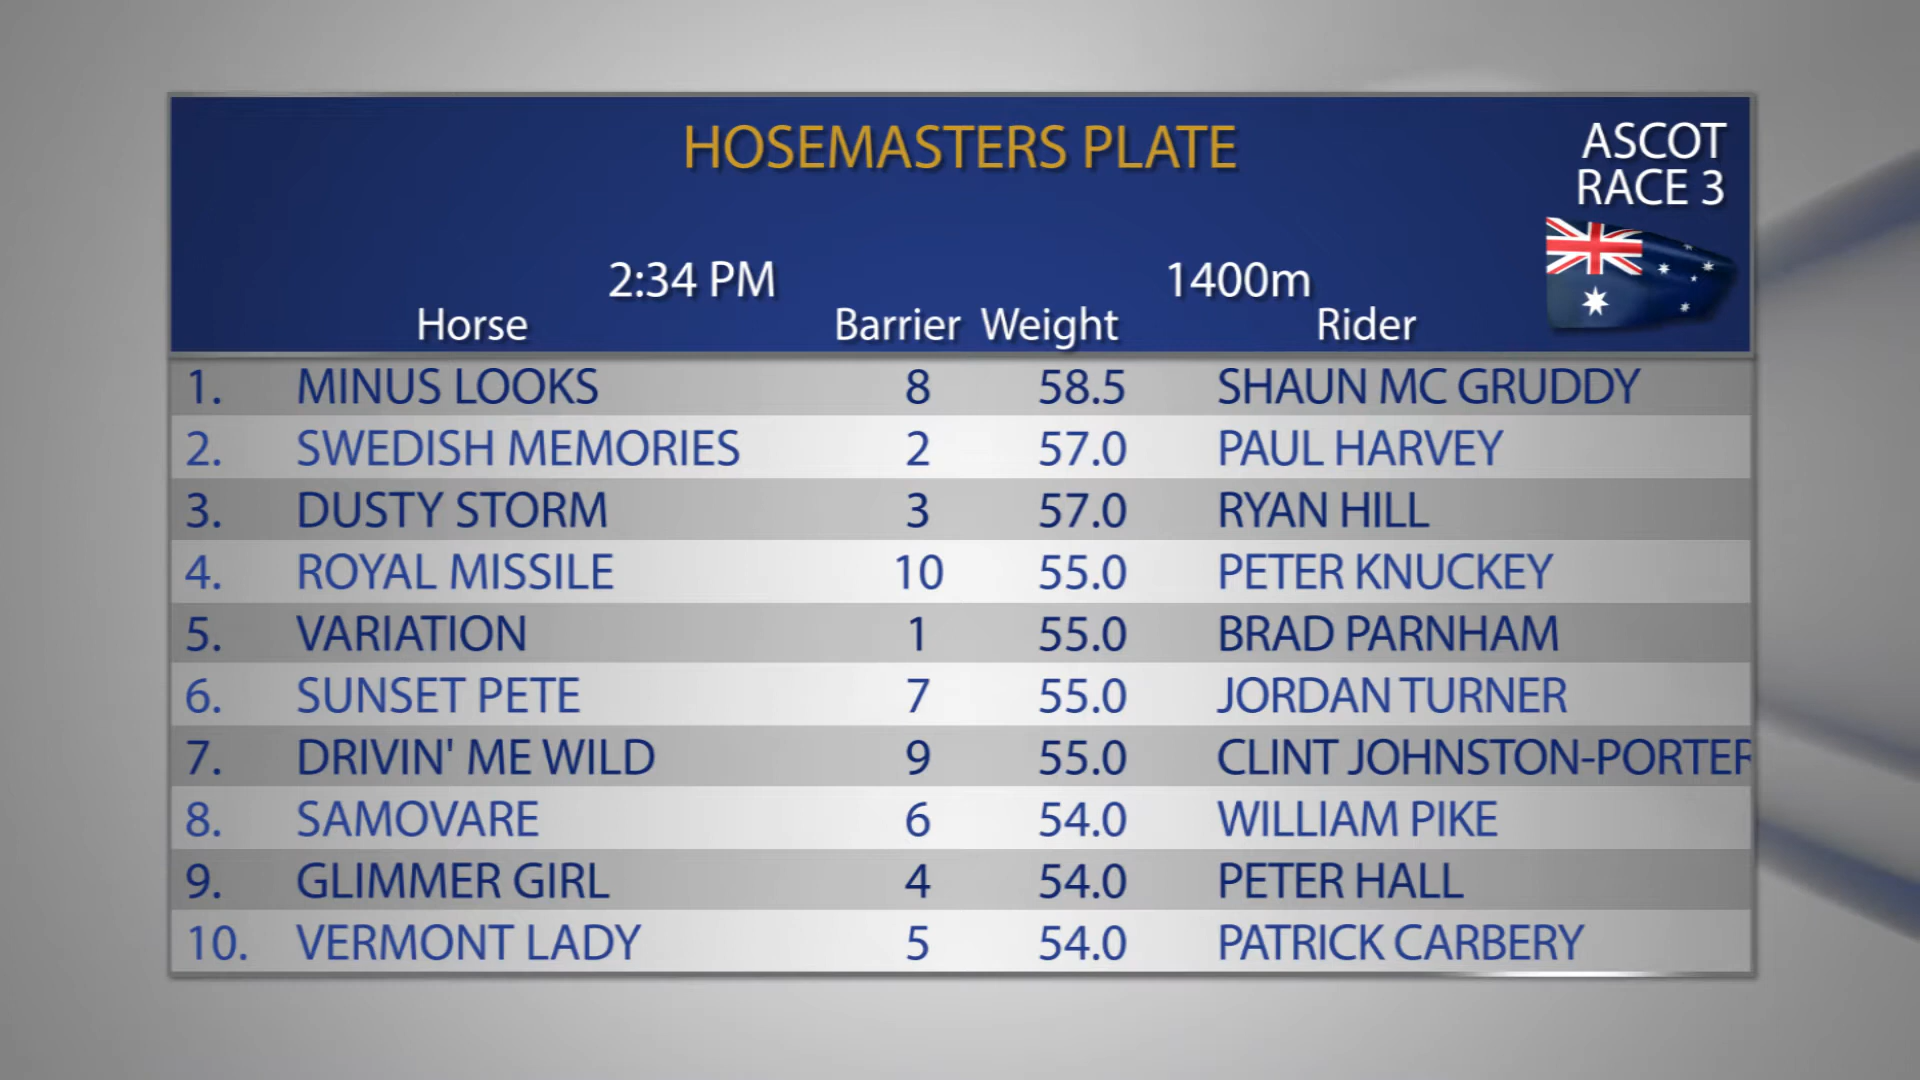 HOSEMASTERS PLATE
ASCOT
RACE 3
2:34 PM 1400m
Horse Barrier Weight Rider
1. MINUS LOOKS 8 58.5 SHAUN MC GRUDDY
2. SWEDISH MEMORIES 2 57.0 PAUL HARVEY
3. DUSTY STORM 3 57.0 RYAN HILL
4. ROYAL MISSILE 10 55.0 PETER KNUCKEY
5. VARIATION 1 55.0 BRAD PARNHAM
6. SUNSET PETE 7 55.0 JORDAN TURNER
7. DRIVIN' ME WILD 9 55.0 CLINT JOHNSTON-PORTER
8. SAMOVARE 6 54.0 WILLIAM PIKE
9. GLIMMER GIRL 4 54.0 PETER HALL
10. VERMONT LADY 5 54.0 PATRICK CARBERY